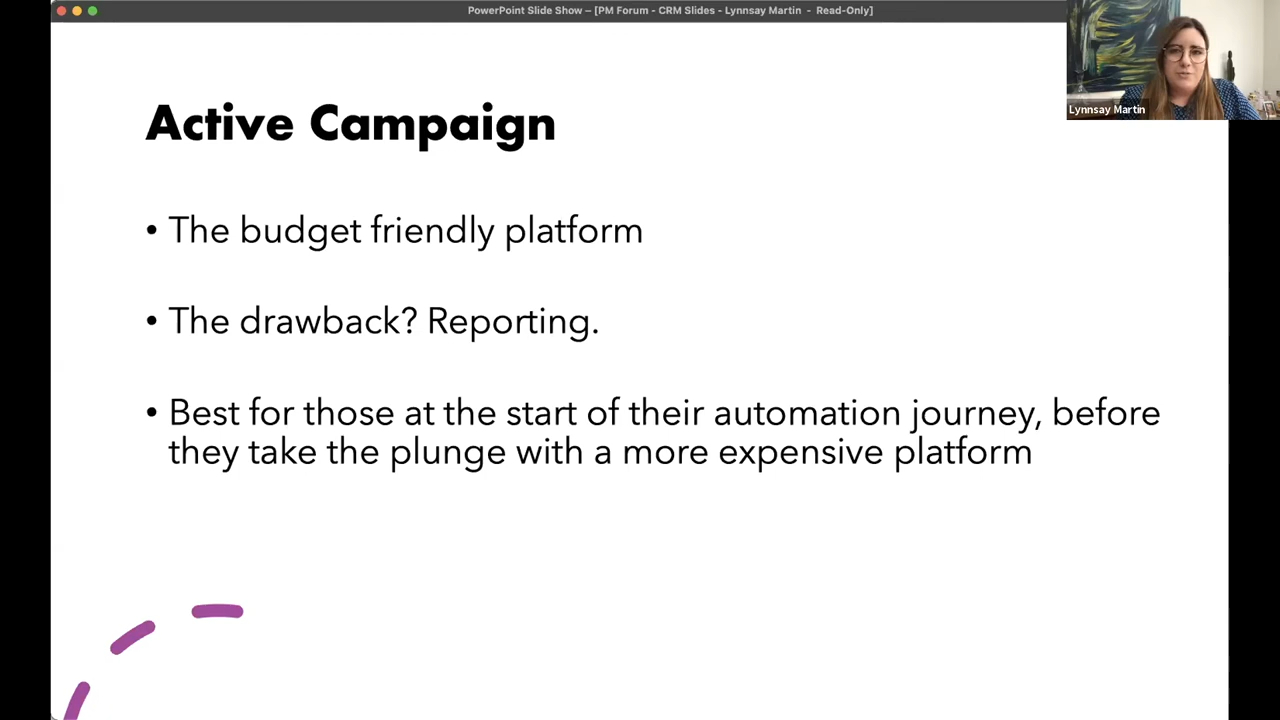 PowerPoint Slide Show – [PM Forum - CRM Slides - Lynnsay Martin - Read-Only]
Lynnsay Martin
Active Campaign
• The budget friendly platform
• The drawback? Reporting.
• Best for those at the start of their automation journey, before
they take the plunge with a more expensive platform